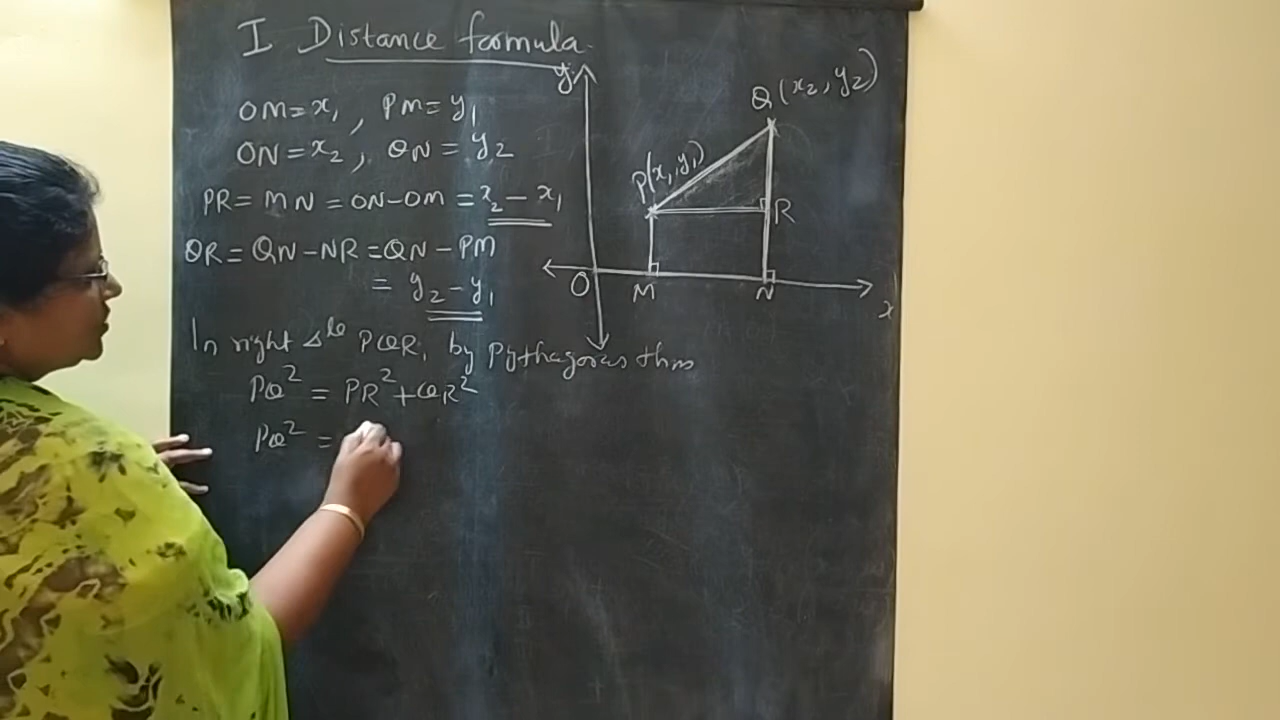 I Distance formula.
OM = x₁, PM = y₁
ON = x₂, QN = y₂
PR = MN = ON - OM = x₂ - x₁
QR = QN - NR = QN - PM
= y₂ - y₁
In right Δle PQR, by Pythagoras thm
PQ² = PR² + QR²
PQ² =
y
Q(x₂, y₂)
P(x₁, y₁)
R
O
M
N
x